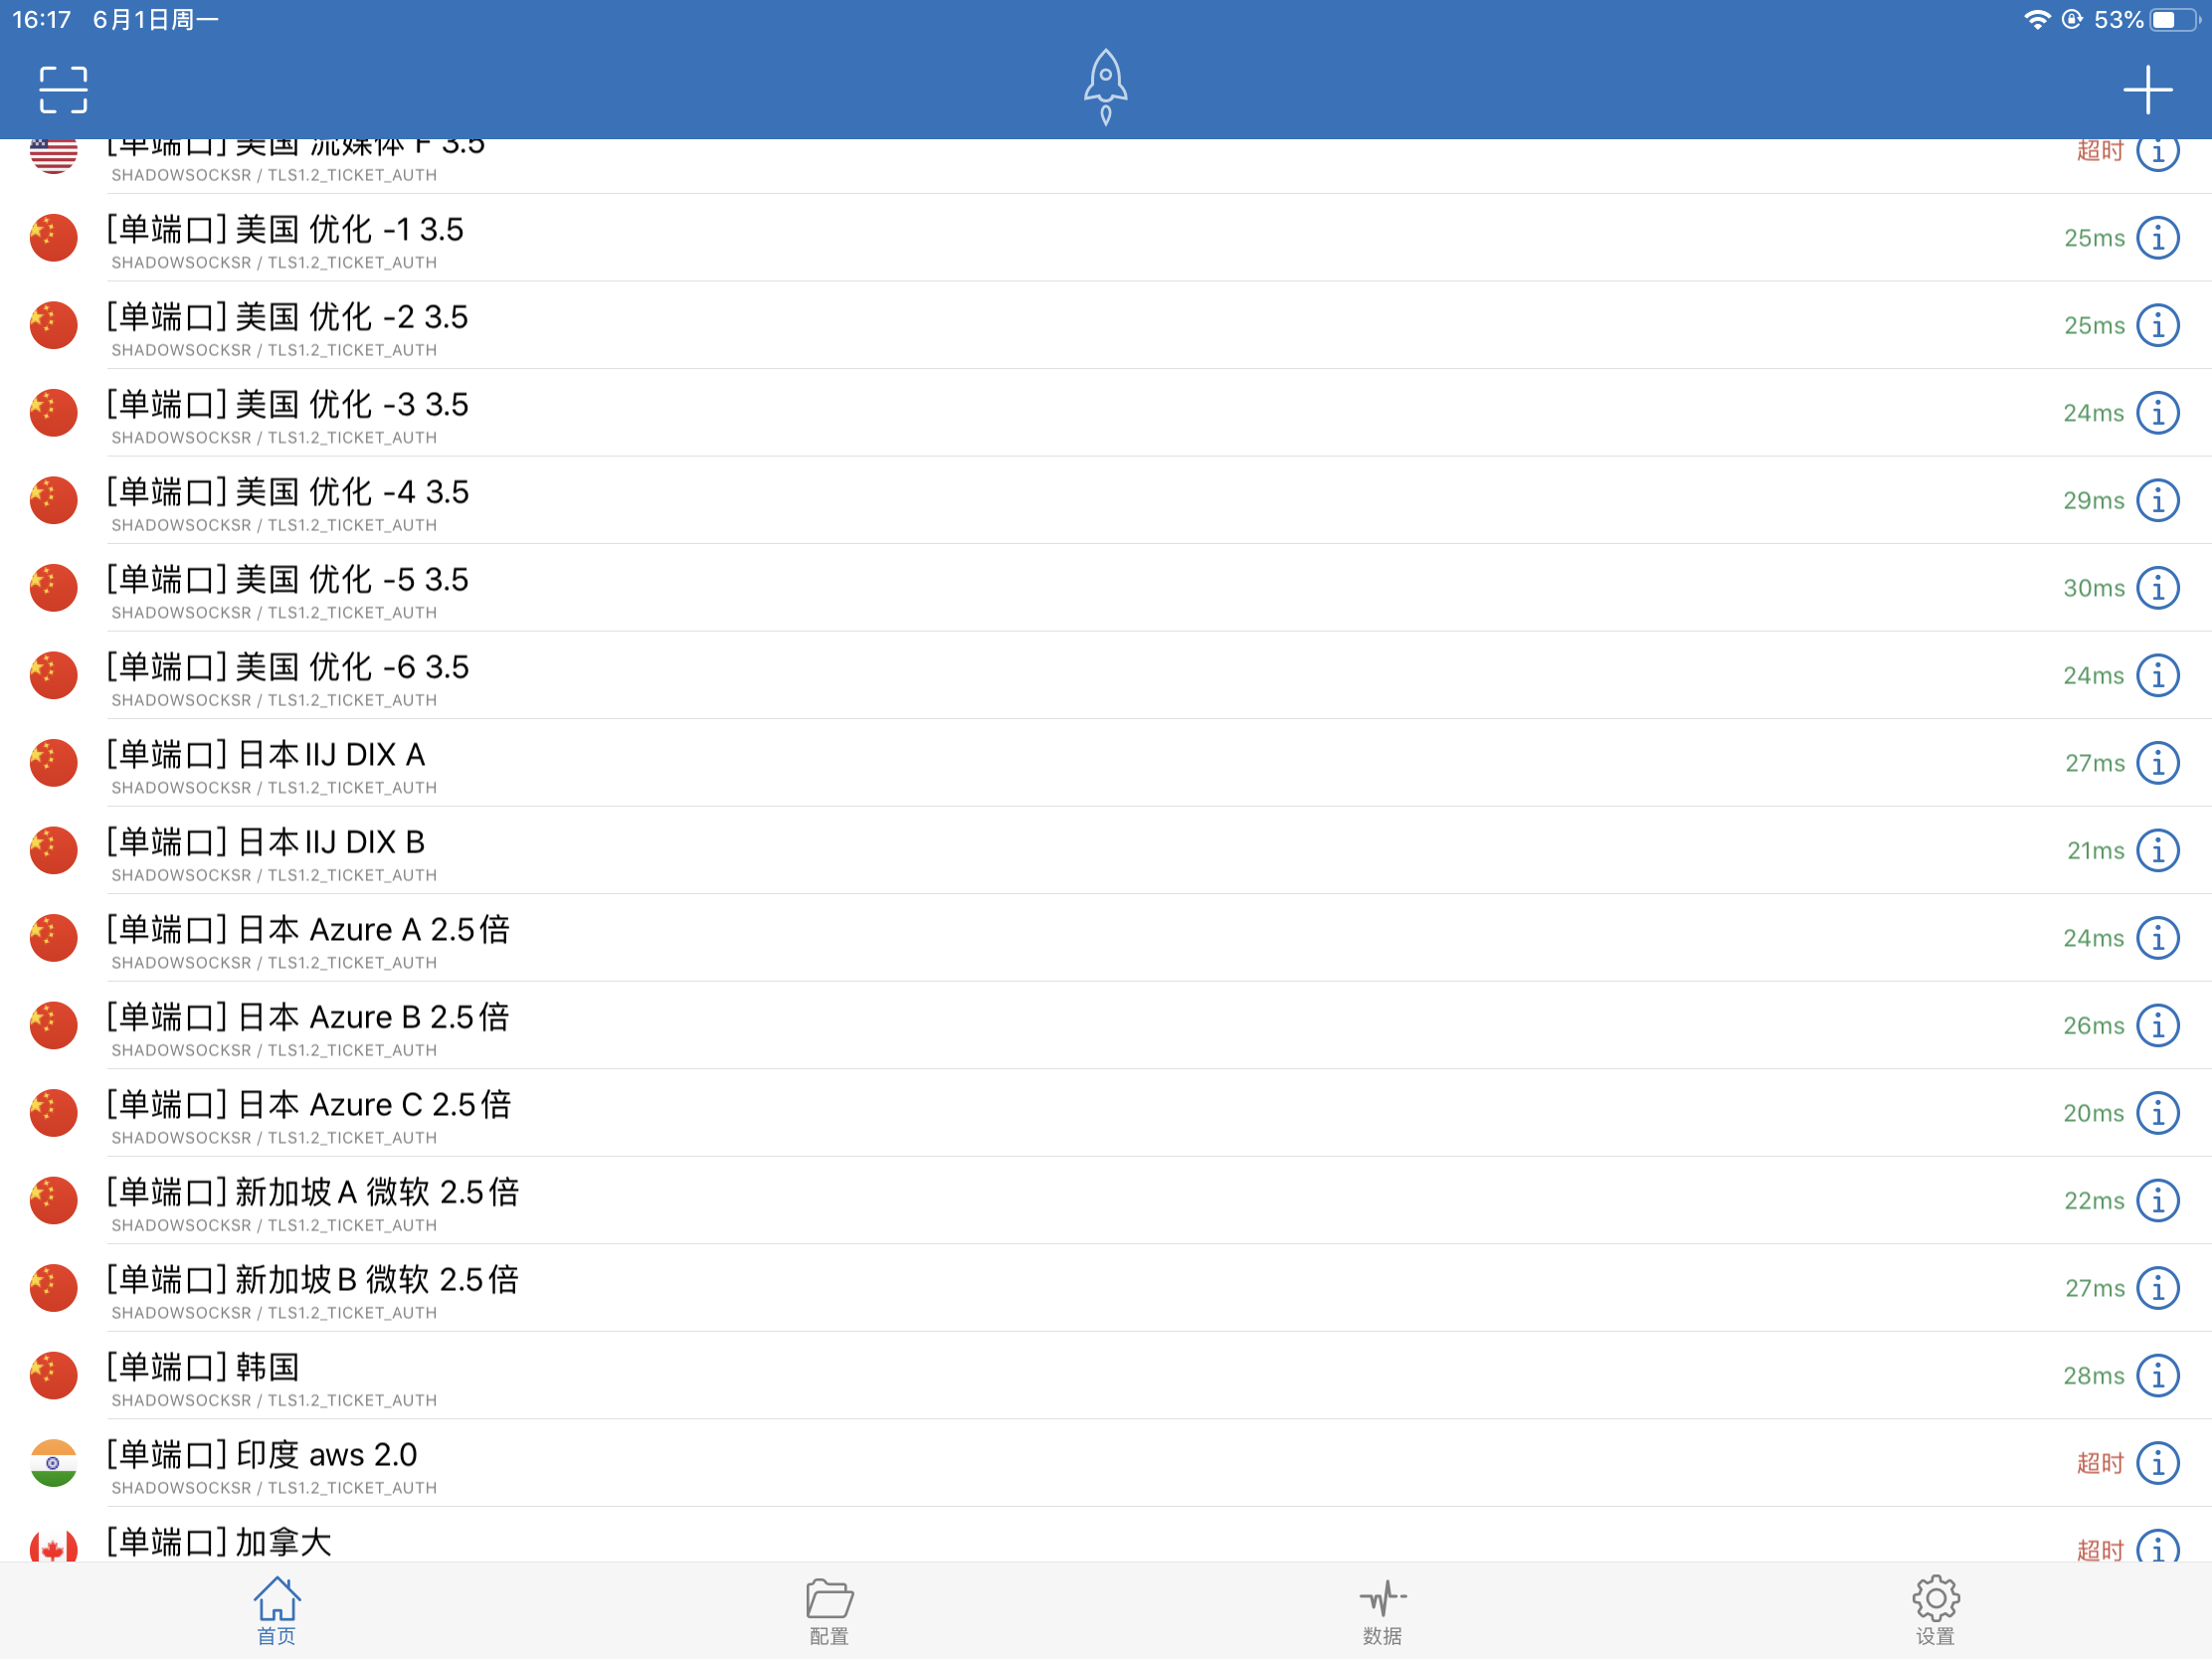 16:17 6月1日周一 53%
[单端口] 美国 流媒体 F 3.5
超时
SHADOWSOCKSR / TLS1.2_TICKET_AUTH
[单端口] 美国 优化 -1 3.5
25ms
SHADOWSOCKSR / TLS1.2_TICKET_AUTH
[单端口] 美国 优化 -2 3.5
25ms
SHADOWSOCKSR / TLS1.2_TICKET_AUTH
[单端口] 美国 优化 -3 3.5
24ms
SHADOWSOCKSR / TLS1.2_TICKET_AUTH
[单端口] 美国 优化 -4 3.5
29ms
SHADOWSOCKSR / TLS1.2_TICKET_AUTH
[单端口] 美国 优化 -5 3.5
30ms
SHADOWSOCKSR / TLS1.2_TICKET_AUTH
[单端口] 美国 优化 -6 3.5
24ms
SHADOWSOCKSR / TLS1.2_TICKET_AUTH
[单端口] 日本 IIJ DIX A
27ms
SHADOWSOCKSR / TLS1.2_TICKET_AUTH
[单端口] 日本 IIJ DIX B
21ms
SHADOWSOCKSR / TLS1.2_TICKET_AUTH
[单端口] 日本 Azure A 2.5倍
24ms
SHADOWSOCKSR / TLS1.2_TICKET_AUTH
[单端口] 日本 Azure B 2.5倍
26ms
SHADOWSOCKSR / TLS1.2_TICKET_AUTH
[单端口] 日本 Azure C 2.5倍
20ms
SHADOWSOCKSR / TLS1.2_TICKET_AUTH
[单端口] 新加坡A 微软 2.5倍
22ms
SHADOWSOCKSR / TLS1.2_TICKET_AUTH
[单端口] 新加坡B 微软 2.5倍
27ms
SHADOWSOCKSR / TLS1.2_TICKET_AUTH
[单端口] 韩国
28ms
SHADOWSOCKSR / TLS1.2_TICKET_AUTH
[单端口] 印度 aws 2.0
超时
SHADOWSOCKSR / TLS1.2_TICKET_AUTH
[单端口] 加拿大
超时
首页 配置 数据 设置